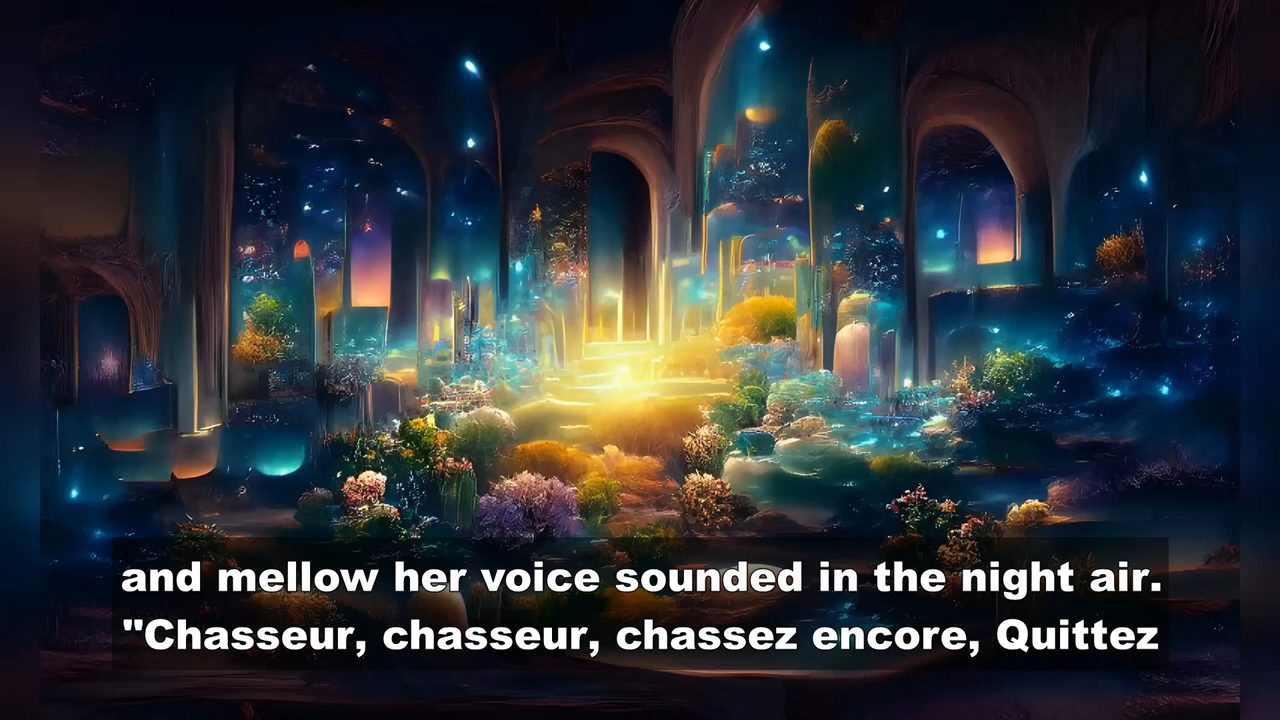 and mellow her voice sounded in the night air.
"Chasseur, chasseur, chassez encore, Quittez